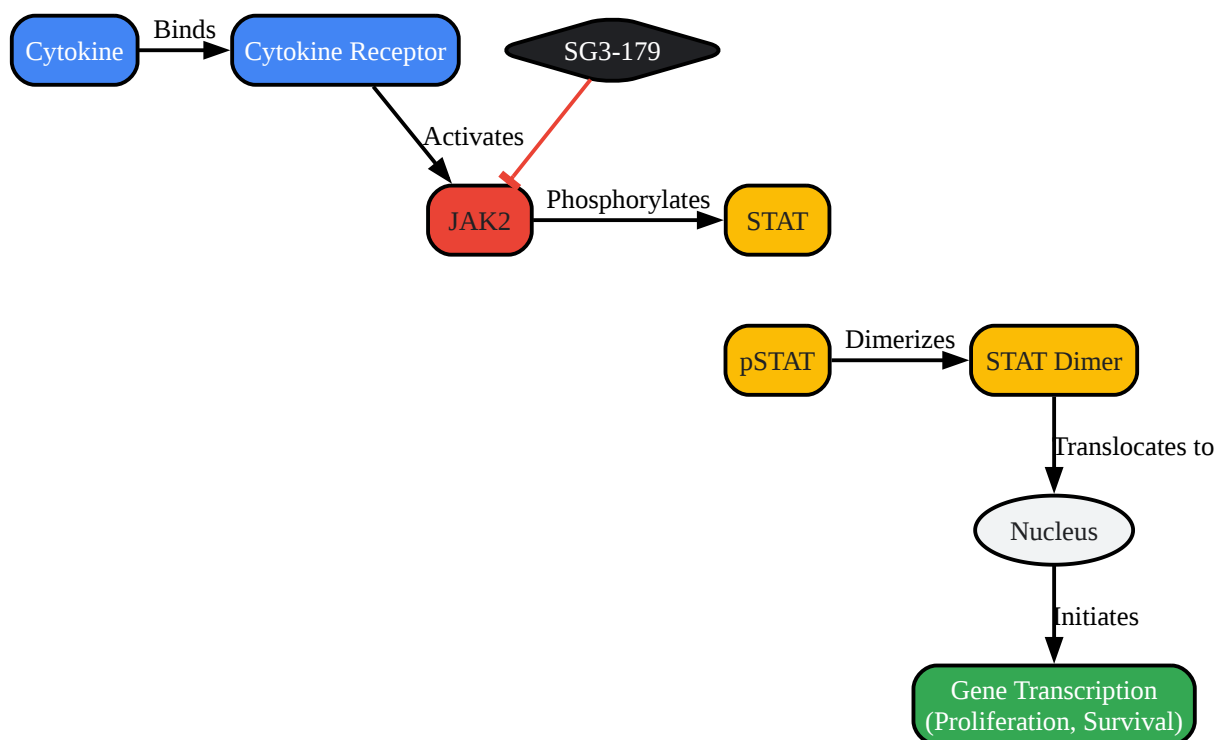 Cytokine
Binds
Cytokine Receptor
SG3-179
Activates
JAK2
Phosphorylates
STAT
pSTAT
Dimerizes
STAT Dimer
Translocates to
Nucleus
Initiates
Gene Transcription
(Proliferation, Survival)